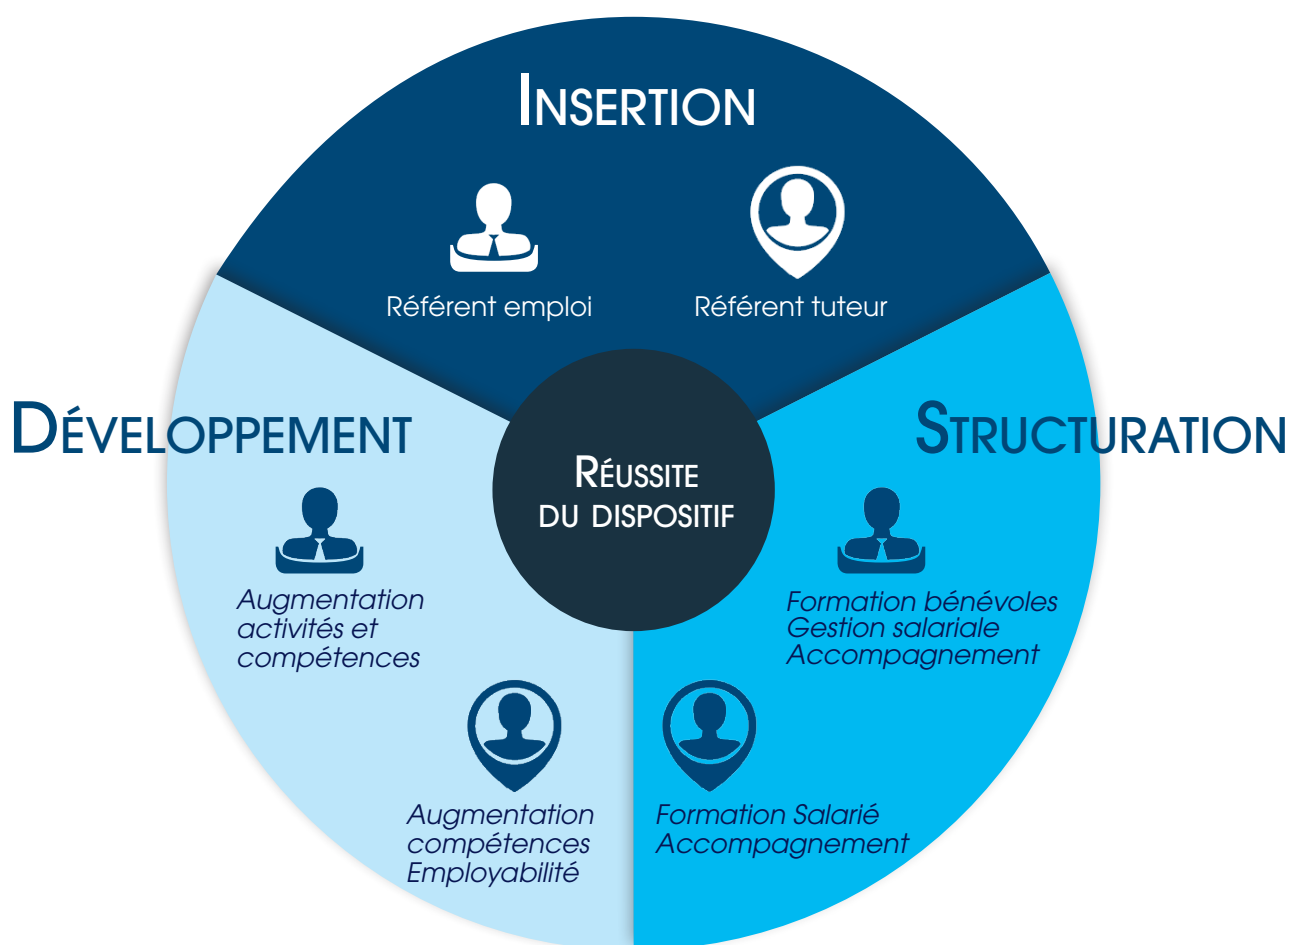 INSERTION
Référent emploi
Référent tuteur
DÉVELOPPEMENT
STRUCTURATION
RÉUSSITE
DU DISPOSITIF
Augmentation
activités et
compétences
Formation bénévoles
Gestion salariale
Accompagnement
Augmentation
compétences
Employabilité
Formation Salarié
Accompagnement